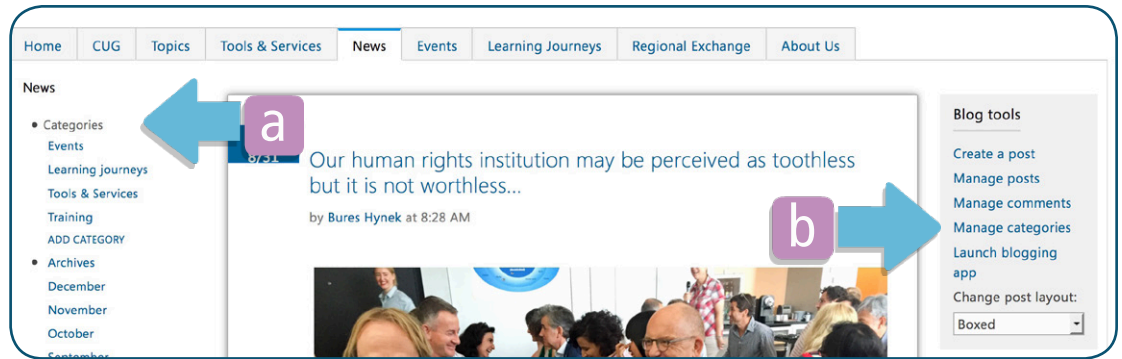 Home CUG Topics Tools & Services News Events Learning Journeys Regional Exchange About Us
News
Categories
Events
Learning journeys
Tools & Services
Training
ADD CATEGORY
Archives
December
November
October
September
a
8/31
Our human rights institution may be perceived as toothless
but it is not worthless...
by Bures Hynek at 8:28 AM
b
Blog tools
Create a post
Manage posts
Manage comments
Manage categories
Launch blogging
app
Change post layout:
Boxed